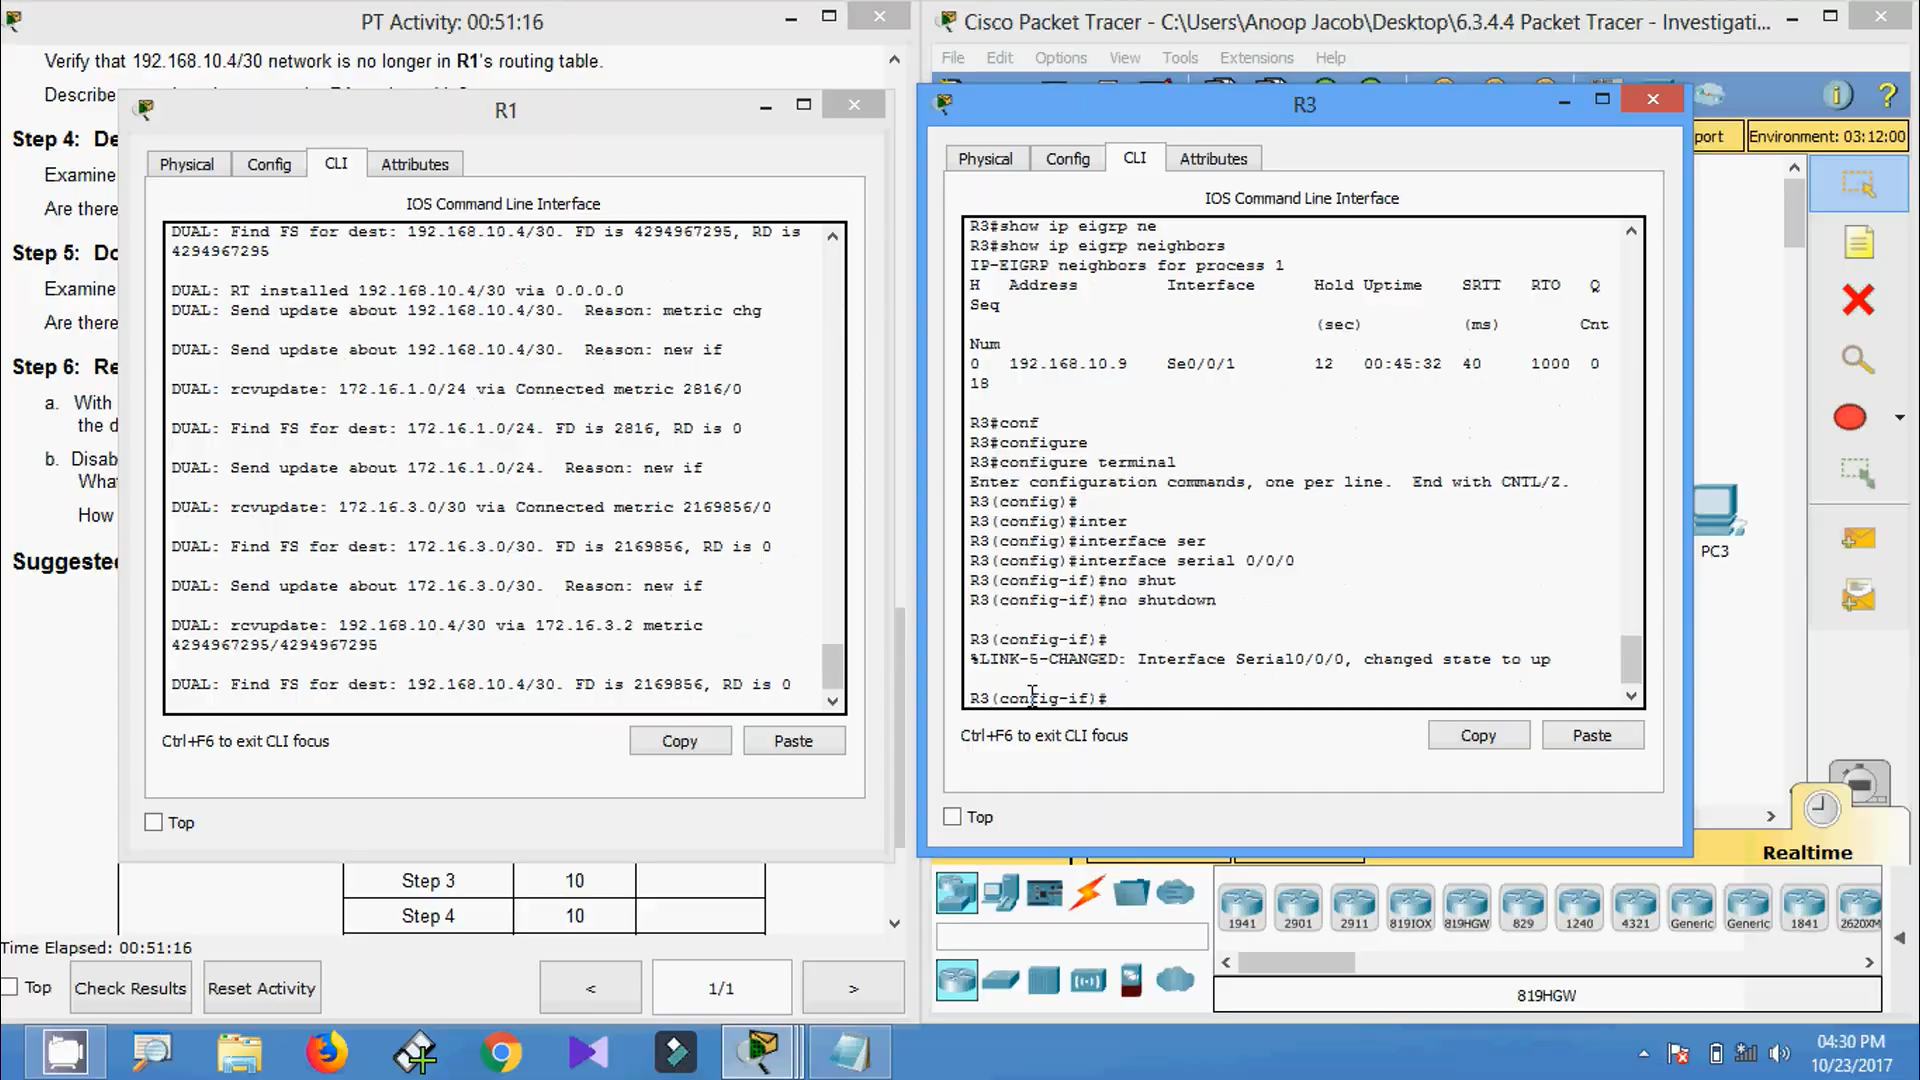 PT Activity: 00:51:16
Verify that 192.168.10.4/30 network is no longer in R1's routing table.
Step 4: De
Examine
Are there
Step 5: Do
Examine
Are there
Step 6: Re
a. With
the d
b. Disab
Wha
How
Suggested
R1
Physical
Config
CLI
Attributes
IOS Command Line Interface
DUAL: Find FS for dest: 192.168.10.4/30. FD is 4294967295, RD is
4294967295
DUAL: RT installed 192.168.10.4/30 via 0.0.0.0
DUAL: Send update about 192.168.10.4/30.  Reason: metric chg
DUAL: Send update about 192.168.10.4/30.  Reason: new if
DUAL: rcvupdate: 172.16.1.0/24 via Connected metric 2816/0
DUAL: Find FS for dest: 172.16.1.0/24. FD is 2816, RD is 0
DUAL: Send update about 172.16.1.0/24.  Reason: new if
DUAL: rcvupdate: 172.16.3.0/30 via Connected metric 2169856/0
DUAL: Find FS for dest: 172.16.3.0/30. FD is 2169856, RD is 0
DUAL: Send update about 172.16.3.0/30.  Reason: new if
DUAL: rcvupdate: 192.168.10.4/30 via 172.16.3.2 metric
4294967295/4294967295
DUAL: Find FS for dest: 192.168.10.4/30. FD is 2169856, RD is 0
Ctrl+F6 to exit CLI focus
Copy
Paste
Top
Step 3 10
Step 4 10
Time Elapsed: 00:51:16
Top
Check Results
Reset Activity
<
1/1
>
Cisco Packet Tracer - C:\Users\Anoop Jacob\Desktop\6.3.4.4 Packet Tracer - Investigati...
File Edit Options View Tools Extensions Help
port
Environment: 03:12:00
R3
Physical
Config
CLI
Attributes
IOS Command Line Interface
R3#show ip eigrp ne
R3#show ip eigrp neighbors
IP-EIGRP neighbors for process 1
H   Address         Interface      Hold Uptime    SRTT   RTO   Q
Seq
(sec)           (ms)        Cnt
Num
0   192.168.10.9    Se0/0/1        12   00:45:32  40     1000  0
18
R3#conf
R3#configure
R3#configure terminal
Enter configuration commands, one per line.  End with CNTL/Z.
R3(config)#
R3(config)#inter
R3(config)#interface ser
R3(config)#interface serial 0/0/0
R3(config-if)#no shut
R3(config-if)#no shutdown
R3(config-if)#
%LINK-5-CHANGED: Interface Serial0/0/0, changed state to up
R3(config-if)#
Ctrl+F6 to exit CLI focus
Copy
Paste
Top
PC3
Realtime
1941 2901 2911 819IOX 819HGW 829 1240 4321 Generic Generic 1841 2620XM
819HGW
04:30 PM
10/23/2017